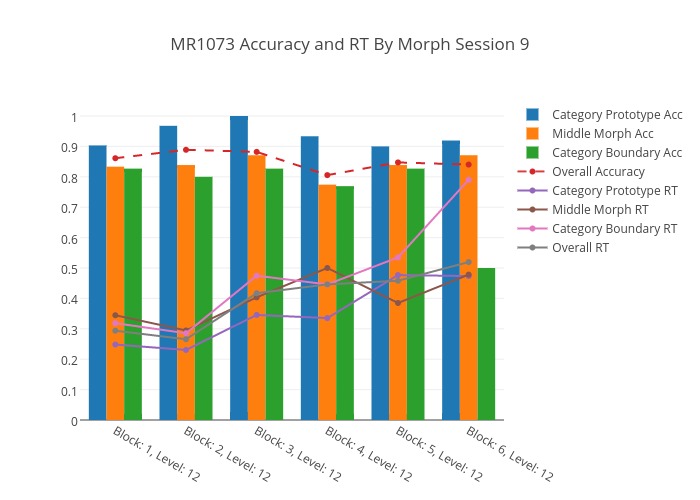 MR1073 Accuracy and RT By Morph Session 9
1
0.9
0.8
0.7
0.6
0.5
0.4
0.3
0.2
0.1
0
Block: 1, Level: 12
Block: 2, Level: 12
Block: 3, Level: 12
Block: 4, Level: 12
Block: 5, Level: 12
Block: 6, Level: 12
Category Prototype Acc
Middle Morph Acc
Category Boundary Acc
Overall Accuracy
Category Prototype RT
Middle Morph RT
Category Boundary RT
Overall RT